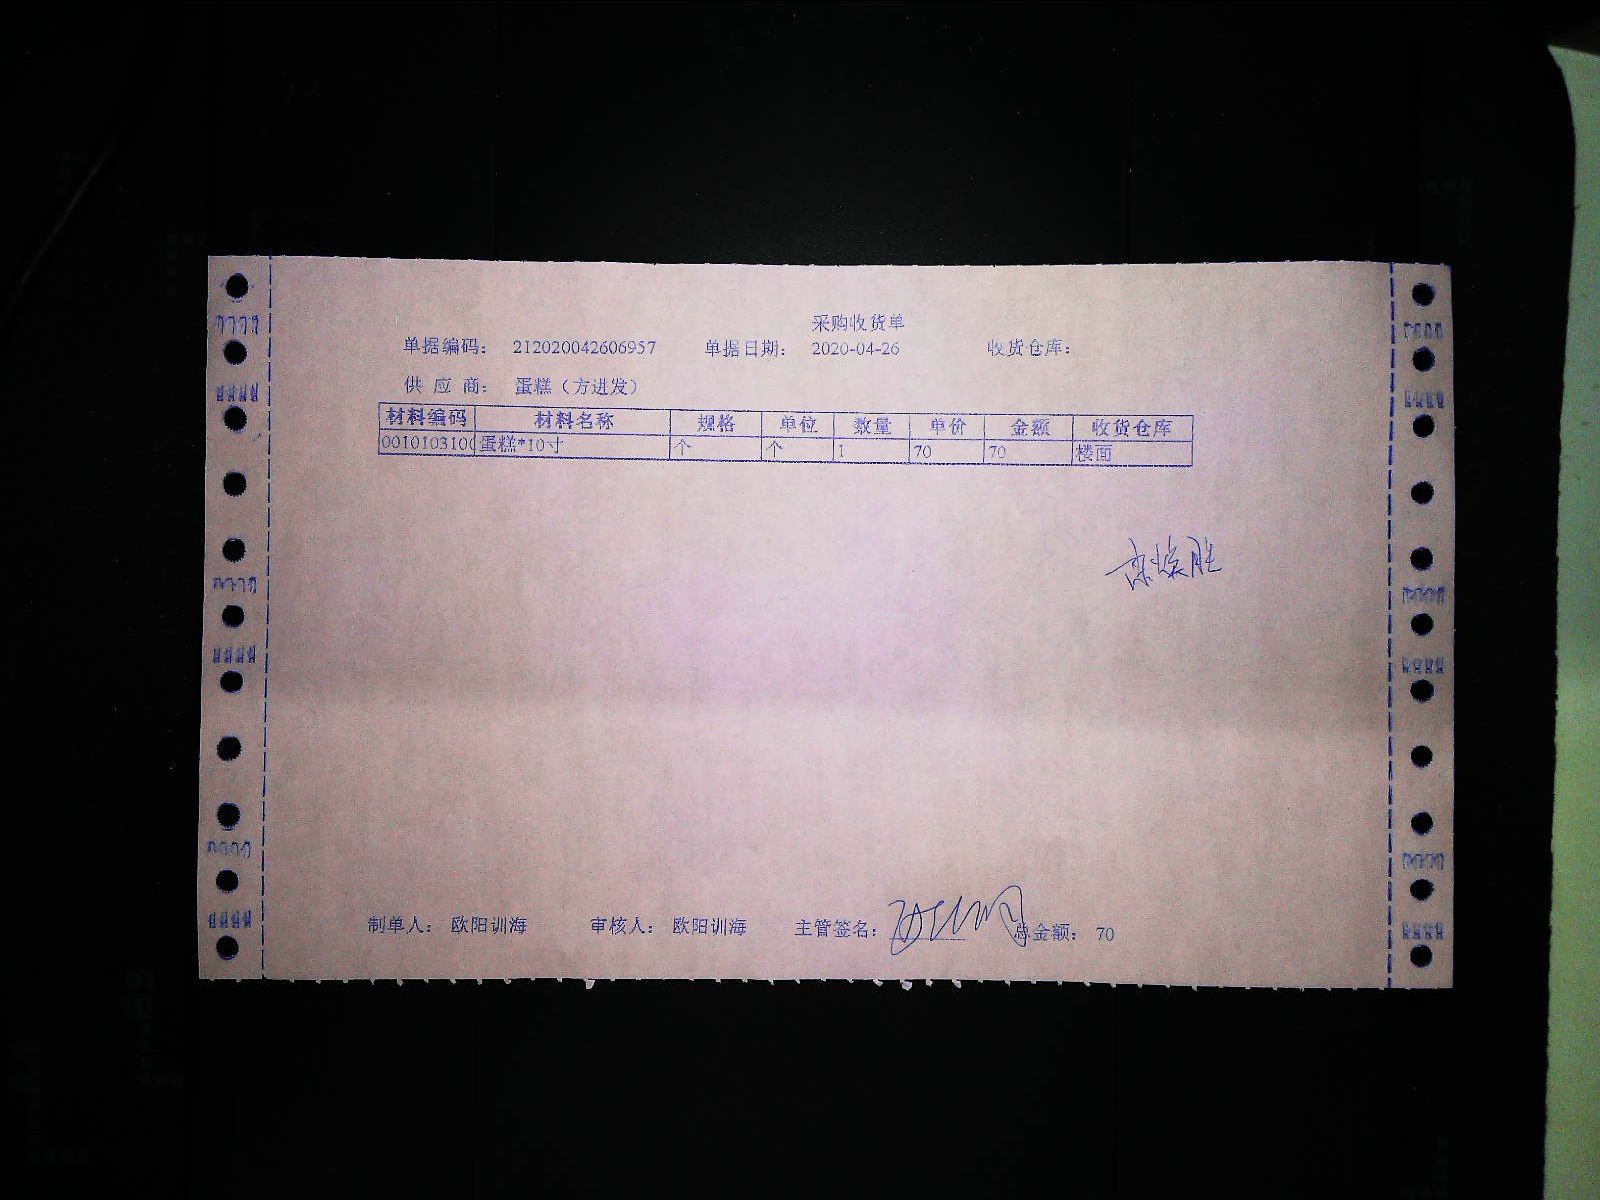 采购收货单
单据编码： 212020042606957 单据日期： 2020-04-26 收货仓库：
供 应 商： 蛋糕（方进发）
材料编码 材料名称 规格 单位 数量 单价 金额 收货仓库
001010310 蛋糕*10寸 个 个 1 70 70 楼面
制单人： 欧阳训海 审核人： 欧阳训海 主管签名： 总金额： 70